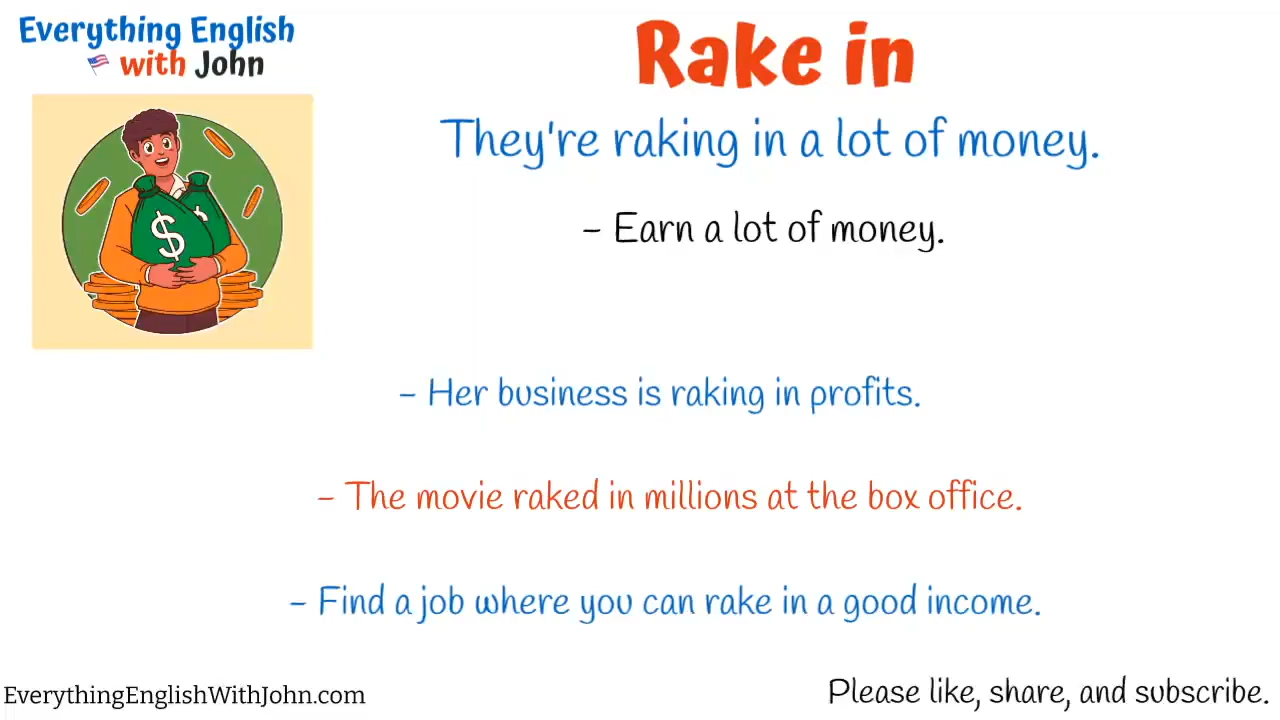 Everything English
with John
Rake in
They're raking in a lot of money.
- Earn a lot of money.
$
$
- Her business is raking in profits.
- The movie raked in millions at the box office.
- Find a job where you can rake in a good income.
EverythingEnglishWithJohn.com
Please like, share, and subscribe.